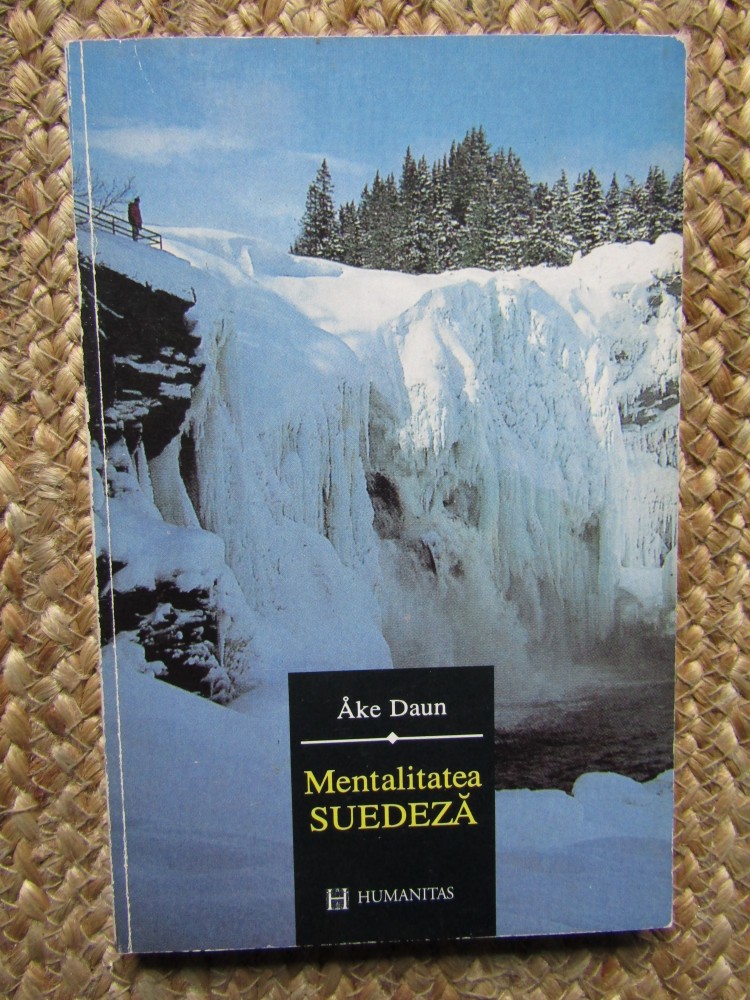 Åke Daun
Mentalitatea
SUEDEZĂ
HUMANITAS